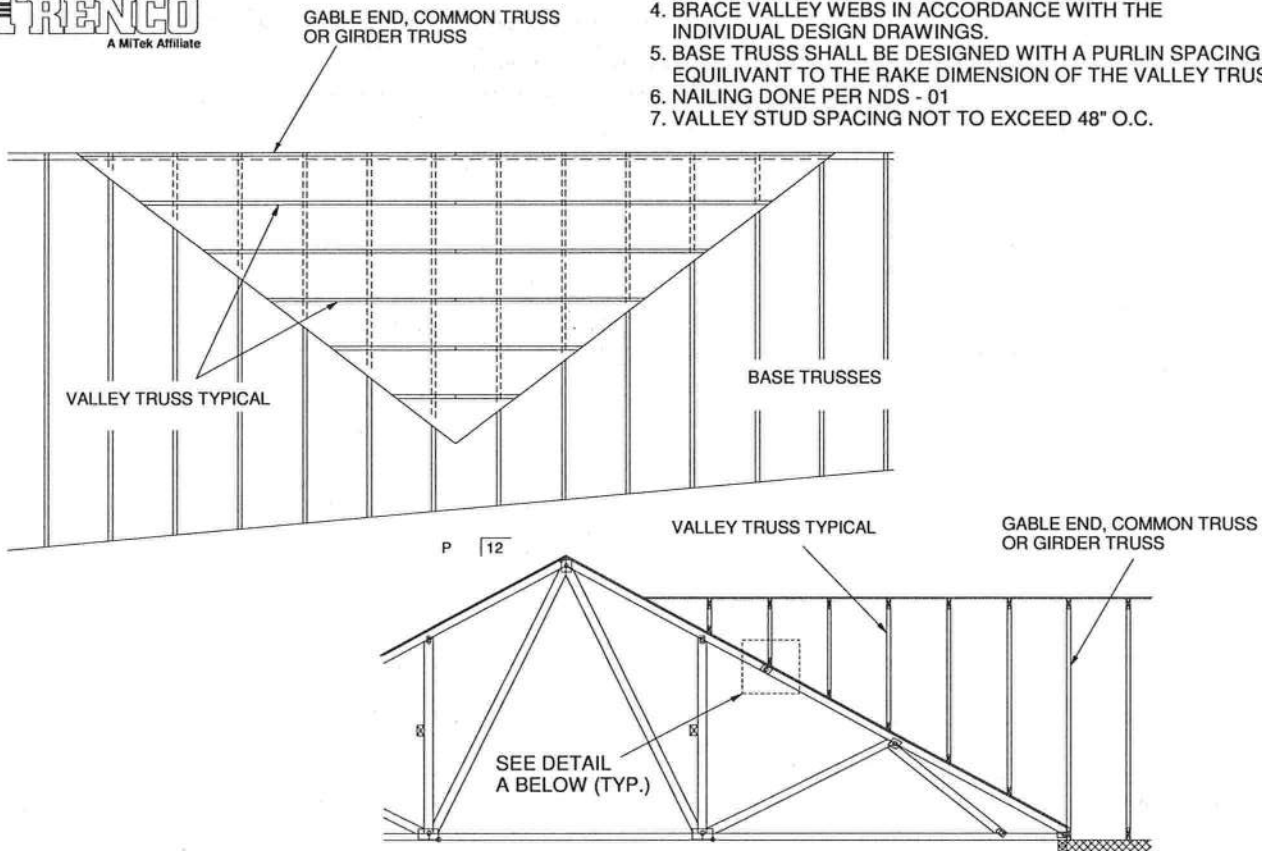 TRENCO
A MiTek Affiliate
GABLE END, COMMON TRUSS
OR GIRDER TRUSS
4. BRACE VALLEY WEBS IN ACCORDANCE WITH THE
INDIVIDUAL DESIGN DRAWINGS.
5. BASE TRUSS SHALL BE DESIGNED WITH A PURLIN SPACING
EQUILIVANT TO THE RAKE DIMENSION OF THE VALLEY TRUS
6. NAILING DONE PER NDS - 01
7. VALLEY STUD SPACING NOT TO EXCEED 48" O.C.
VALLEY TRUSS TYPICAL
BASE TRUSSES
P 12
VALLEY TRUSS TYPICAL
GABLE END, COMMON TRUSS
OR GIRDER TRUSS
SEE DETAIL
A BELOW (TYP.)